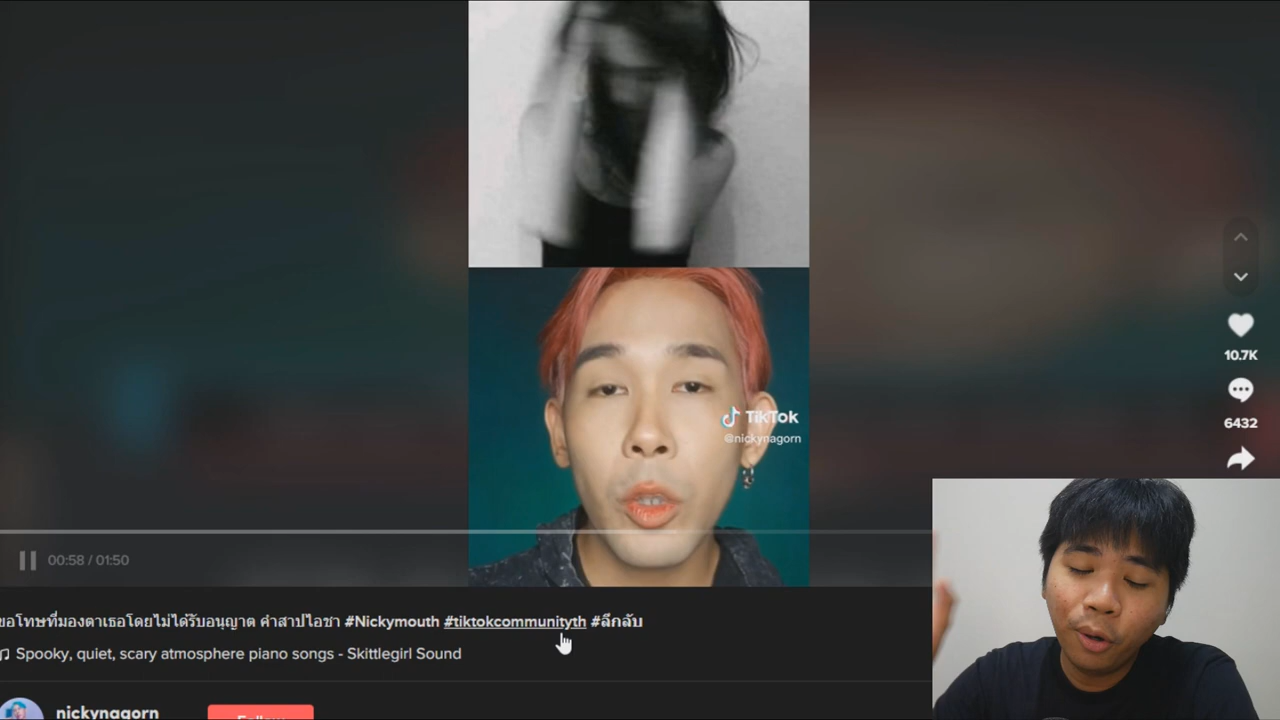 TikTok
@nickynagorn
10.7K
6432
00:58 / 01:50
ขอโทษที่มองตาเธอโดยไม่ได้รับอนุญาต คำสาปไอชา #Nickymouth #tiktokcommunityth #ลึกลับ
Spooky, quiet, scary atmosphere piano songs - Skittlegirl Sound
nickynagorn
Follow